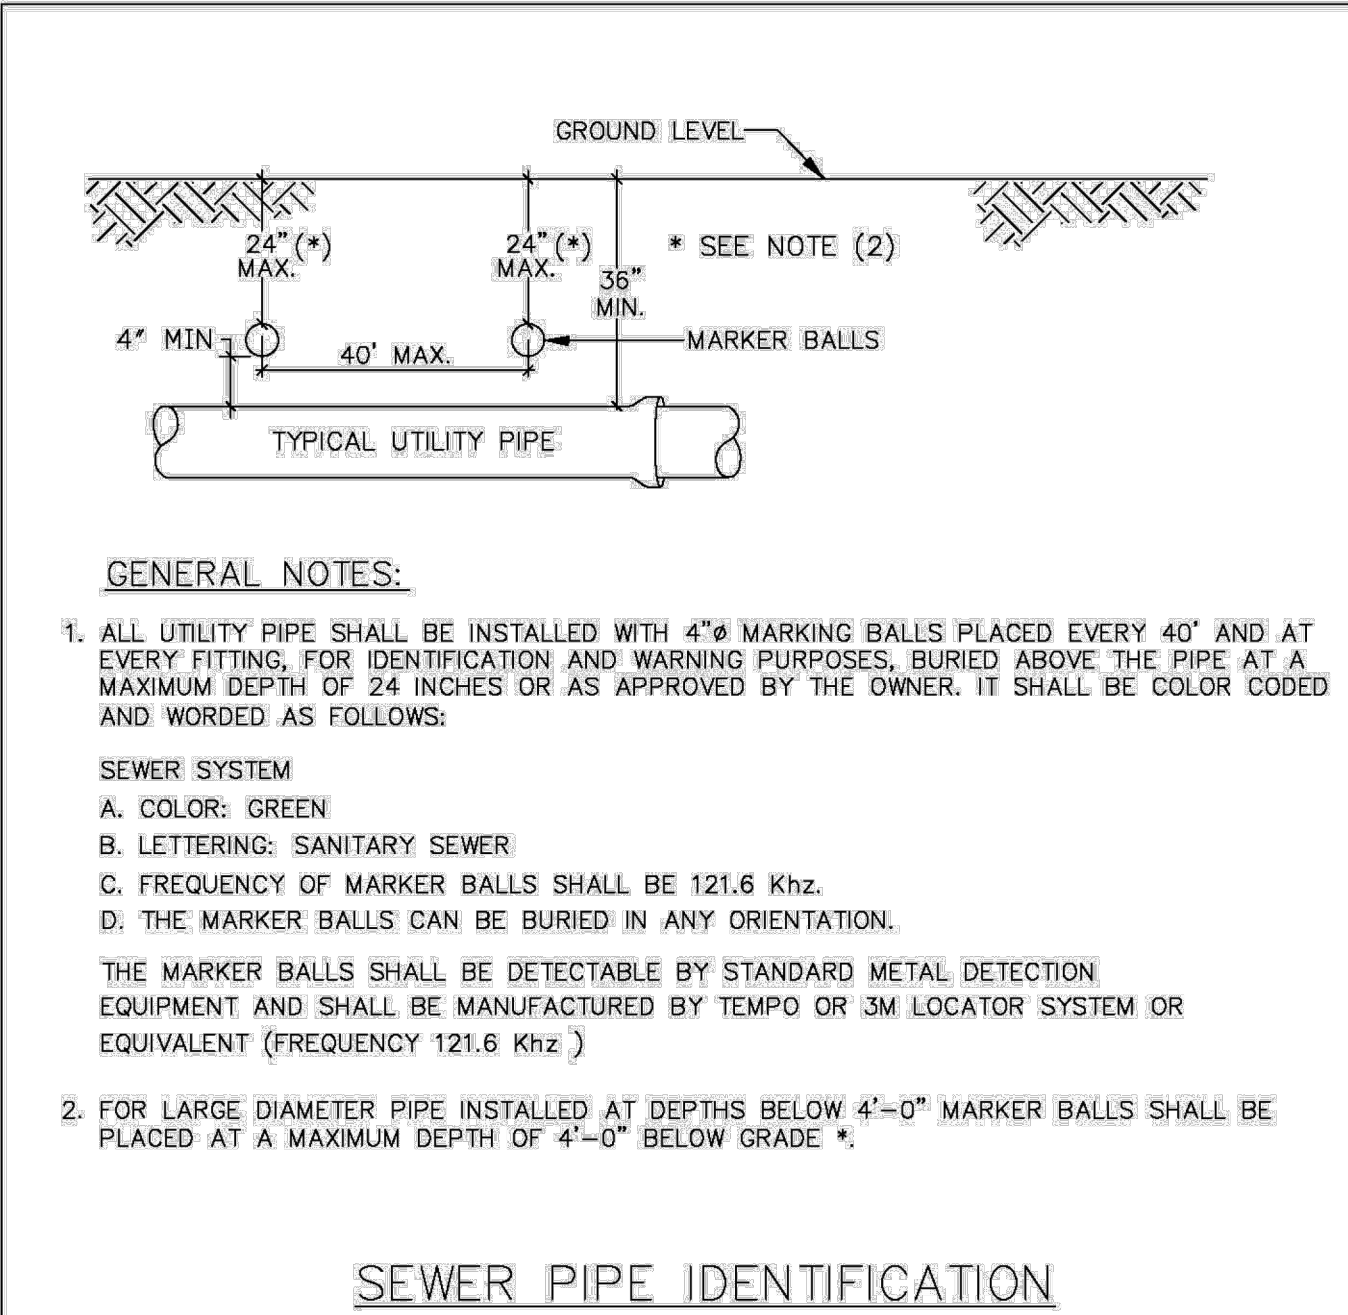 GROUND LEVEL
24"(*)
MAX.
24"(*)
MAX.
* SEE NOTE (2)
36"
MIN.
4" MIN
40' MAX.
MARKER BALLS
TYPICAL UTILITY PIPE
GENERAL NOTES:
1. ALL UTILITY PIPE SHALL BE INSTALLED WITH 4"ø MARKING BALLS PLACED EVERY 40' AND AT
EVERY FITTING, FOR IDENTIFICATION AND WARNING PURPOSES, BURIED ABOVE THE PIPE AT A
MAXIMUM DEPTH OF 24 INCHES OR AS APPROVED BY THE OWNER. IT SHALL BE COLOR CODED
AND WORDED AS FOLLOWS:
SEWER SYSTEM
A. COLOR: GREEN
B. LETTERING: SANITARY SEWER
C. FREQUENCY OF MARKER BALLS SHALL BE 121.6 Khz.
D. THE MARKER BALLS CAN BE BURIED IN ANY ORIENTATION.
THE MARKER BALLS SHALL BE DETECTABLE BY STANDARD METAL DETECTION
EQUIPMENT AND SHALL BE MANUFACTURED BY TEMPO OR 3M LOCATOR SYSTEM OR
EQUIVALENT (FREQUENCY 121.6 Khz )
2. FOR LARGE DIAMETER PIPE INSTALLED AT DEPTHS BELOW 4'-0" MARKER BALLS SHALL BE
PLACED AT A MAXIMUM DEPTH OF 4'-0" BELOW GRADE *.
SEWER PIPE IDENTIFICATION